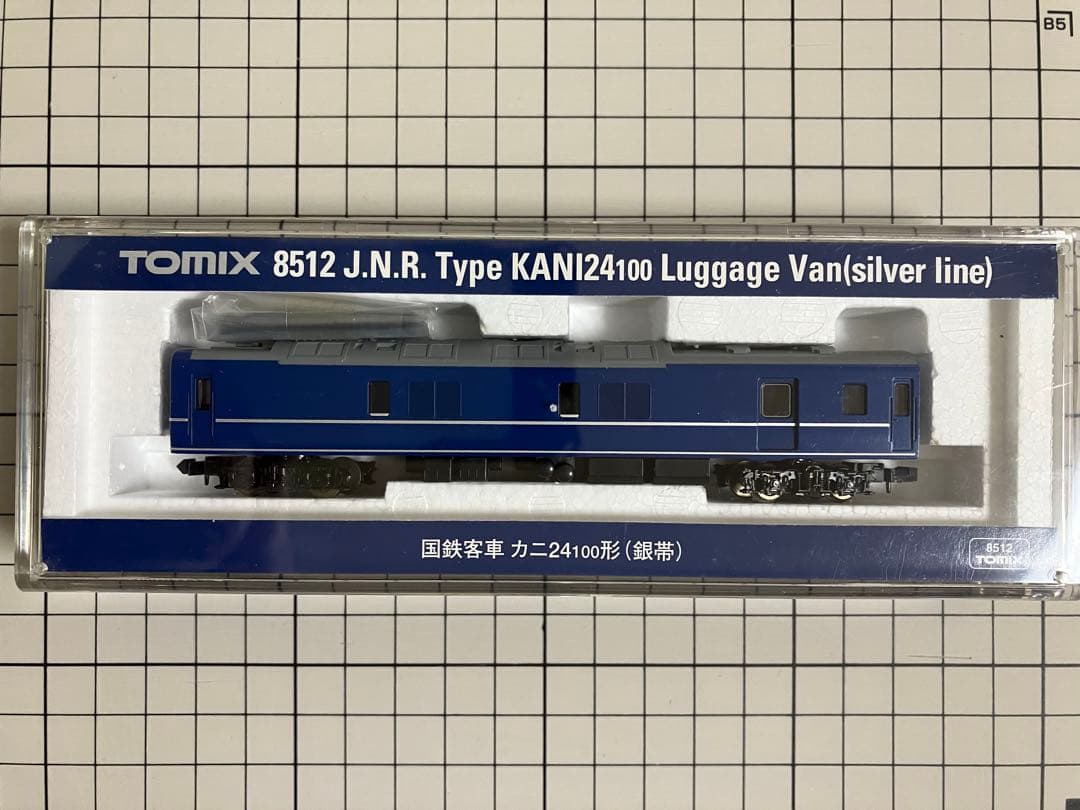 B5
TOMIX 8512 J.N.R. Type KANI24100 Luggage Van(silver line)
国鉄客車 カニ24100形(銀帯)
8512
TOMIX